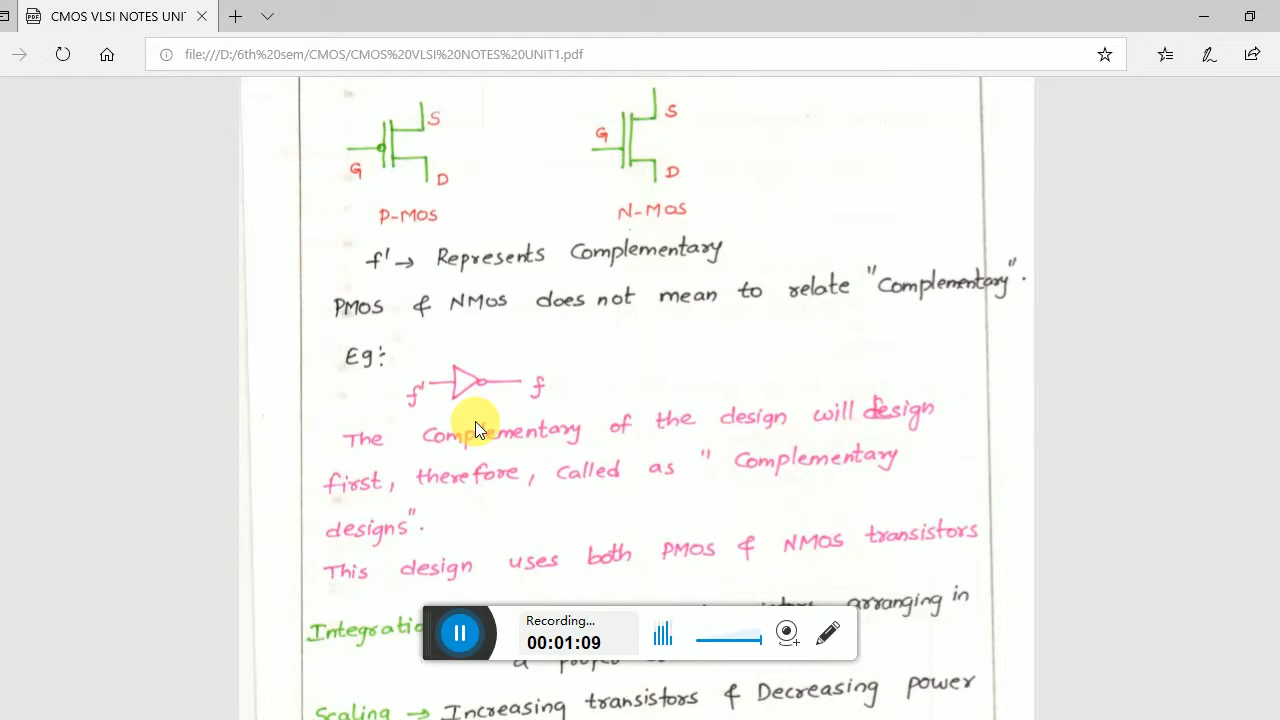 CMOS VLSI NOTES UNIT
file:///D:/6th%20sem/CMOS/CMOS%20VLSI%20NOTES%20UNIT1.pdf
S S
G G
D D
P-MOS N-MOS
f' → Represents Complementary
PMOS & NMOS does not mean to relate "Complementary".
Eg:
f' f
The Complementary of the design will design
first, therefore, called as " Complementary
designs".
This design uses both PMOS & NMOS transistors
Integratio arranging in
Recording...
00:01:09
a
Scaling → Increasing transistors & Decreasing power